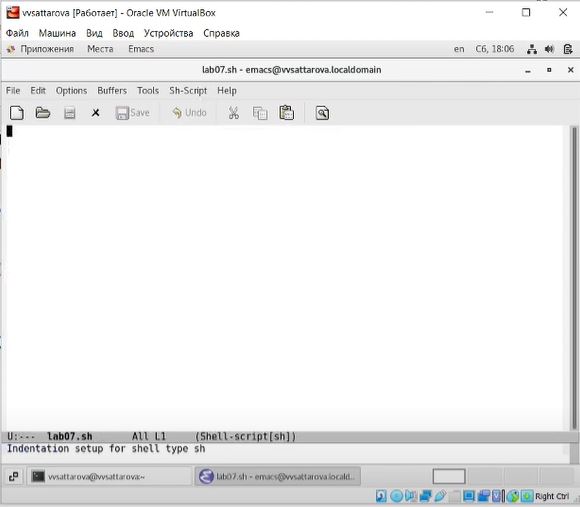 vvsattarova [Работает] - Oracle VM VirtualBox
Файл Машина Вид Ввод Устройства Справка
Приложения Места Emacs en Сб, 18:06
lab07.sh - emacs@vvsattarova.localdomain
File Edit Options Buffers Tools Sh-Script Help
Save Undo
U:--- lab07.sh All L1 (Shell-script[sh])
Indentation setup for shell type sh
vvsattarova@vvsattarova:~ lab07.sh - emacs@vvsattarova.locald...
Right Ctrl